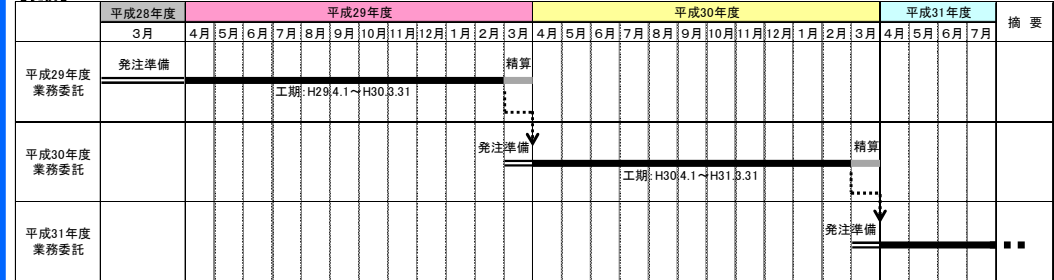 平成28年度 平成29年度 平成30年度 平成31年度 摘 要
3月 4月 5月 6月 7月 8月 9月 10月 11月 12月 1月 2月 3月 4月 5月 6月 7月 8月 9月 10月 11月 12月 1月 2月 3月 4月 5月 6月 7月
平成29年度
業務委託
発注準備
精算
工期:H29.4.1~H30.3.31
平成30年度
業務委託
発注準備
精算
工期:H30.4.1~H31.3.31
平成31年度
業務委託
発注準備